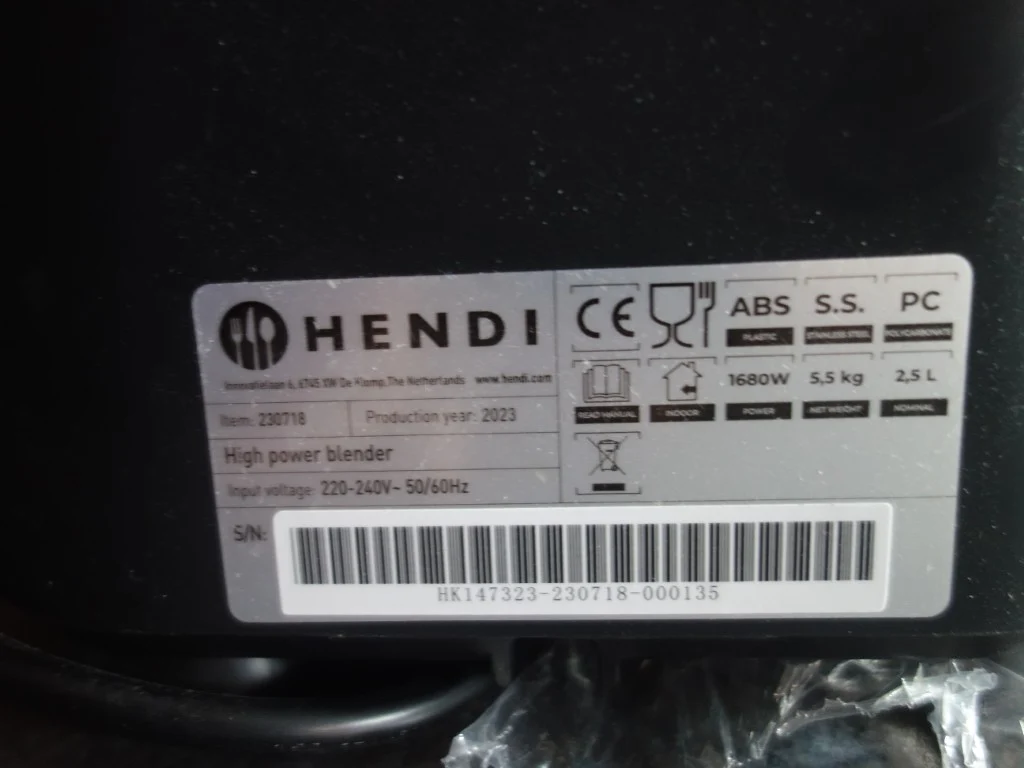 HENDI
Innovatielaan 6, 6745 XW De Klomp, The Netherlands www.hendi.com
Item: 230718 Production year: 2023
High power blender
Input voltage: 220-240V~ 50/60Hz
CE
ABS S.S. PC
PLASTIC STAINLESS STEEL POLYCARBONATE
1680W 5,5 kg 2,5 L
READ MANUAL INDOOR POWER NET WEIGHT NOMINAL
S/N:
HK147323-230718-000135